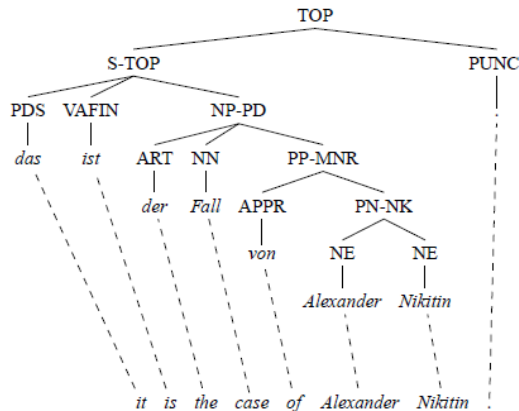 TOP
S-TOP PUNC
PDS VAFIN NP-PD .
das ist ART NN PP-MNR
der Fall APPR PN-NK
von NE NE
Alexander Nikitin
it is the case of Alexander Nikitin .